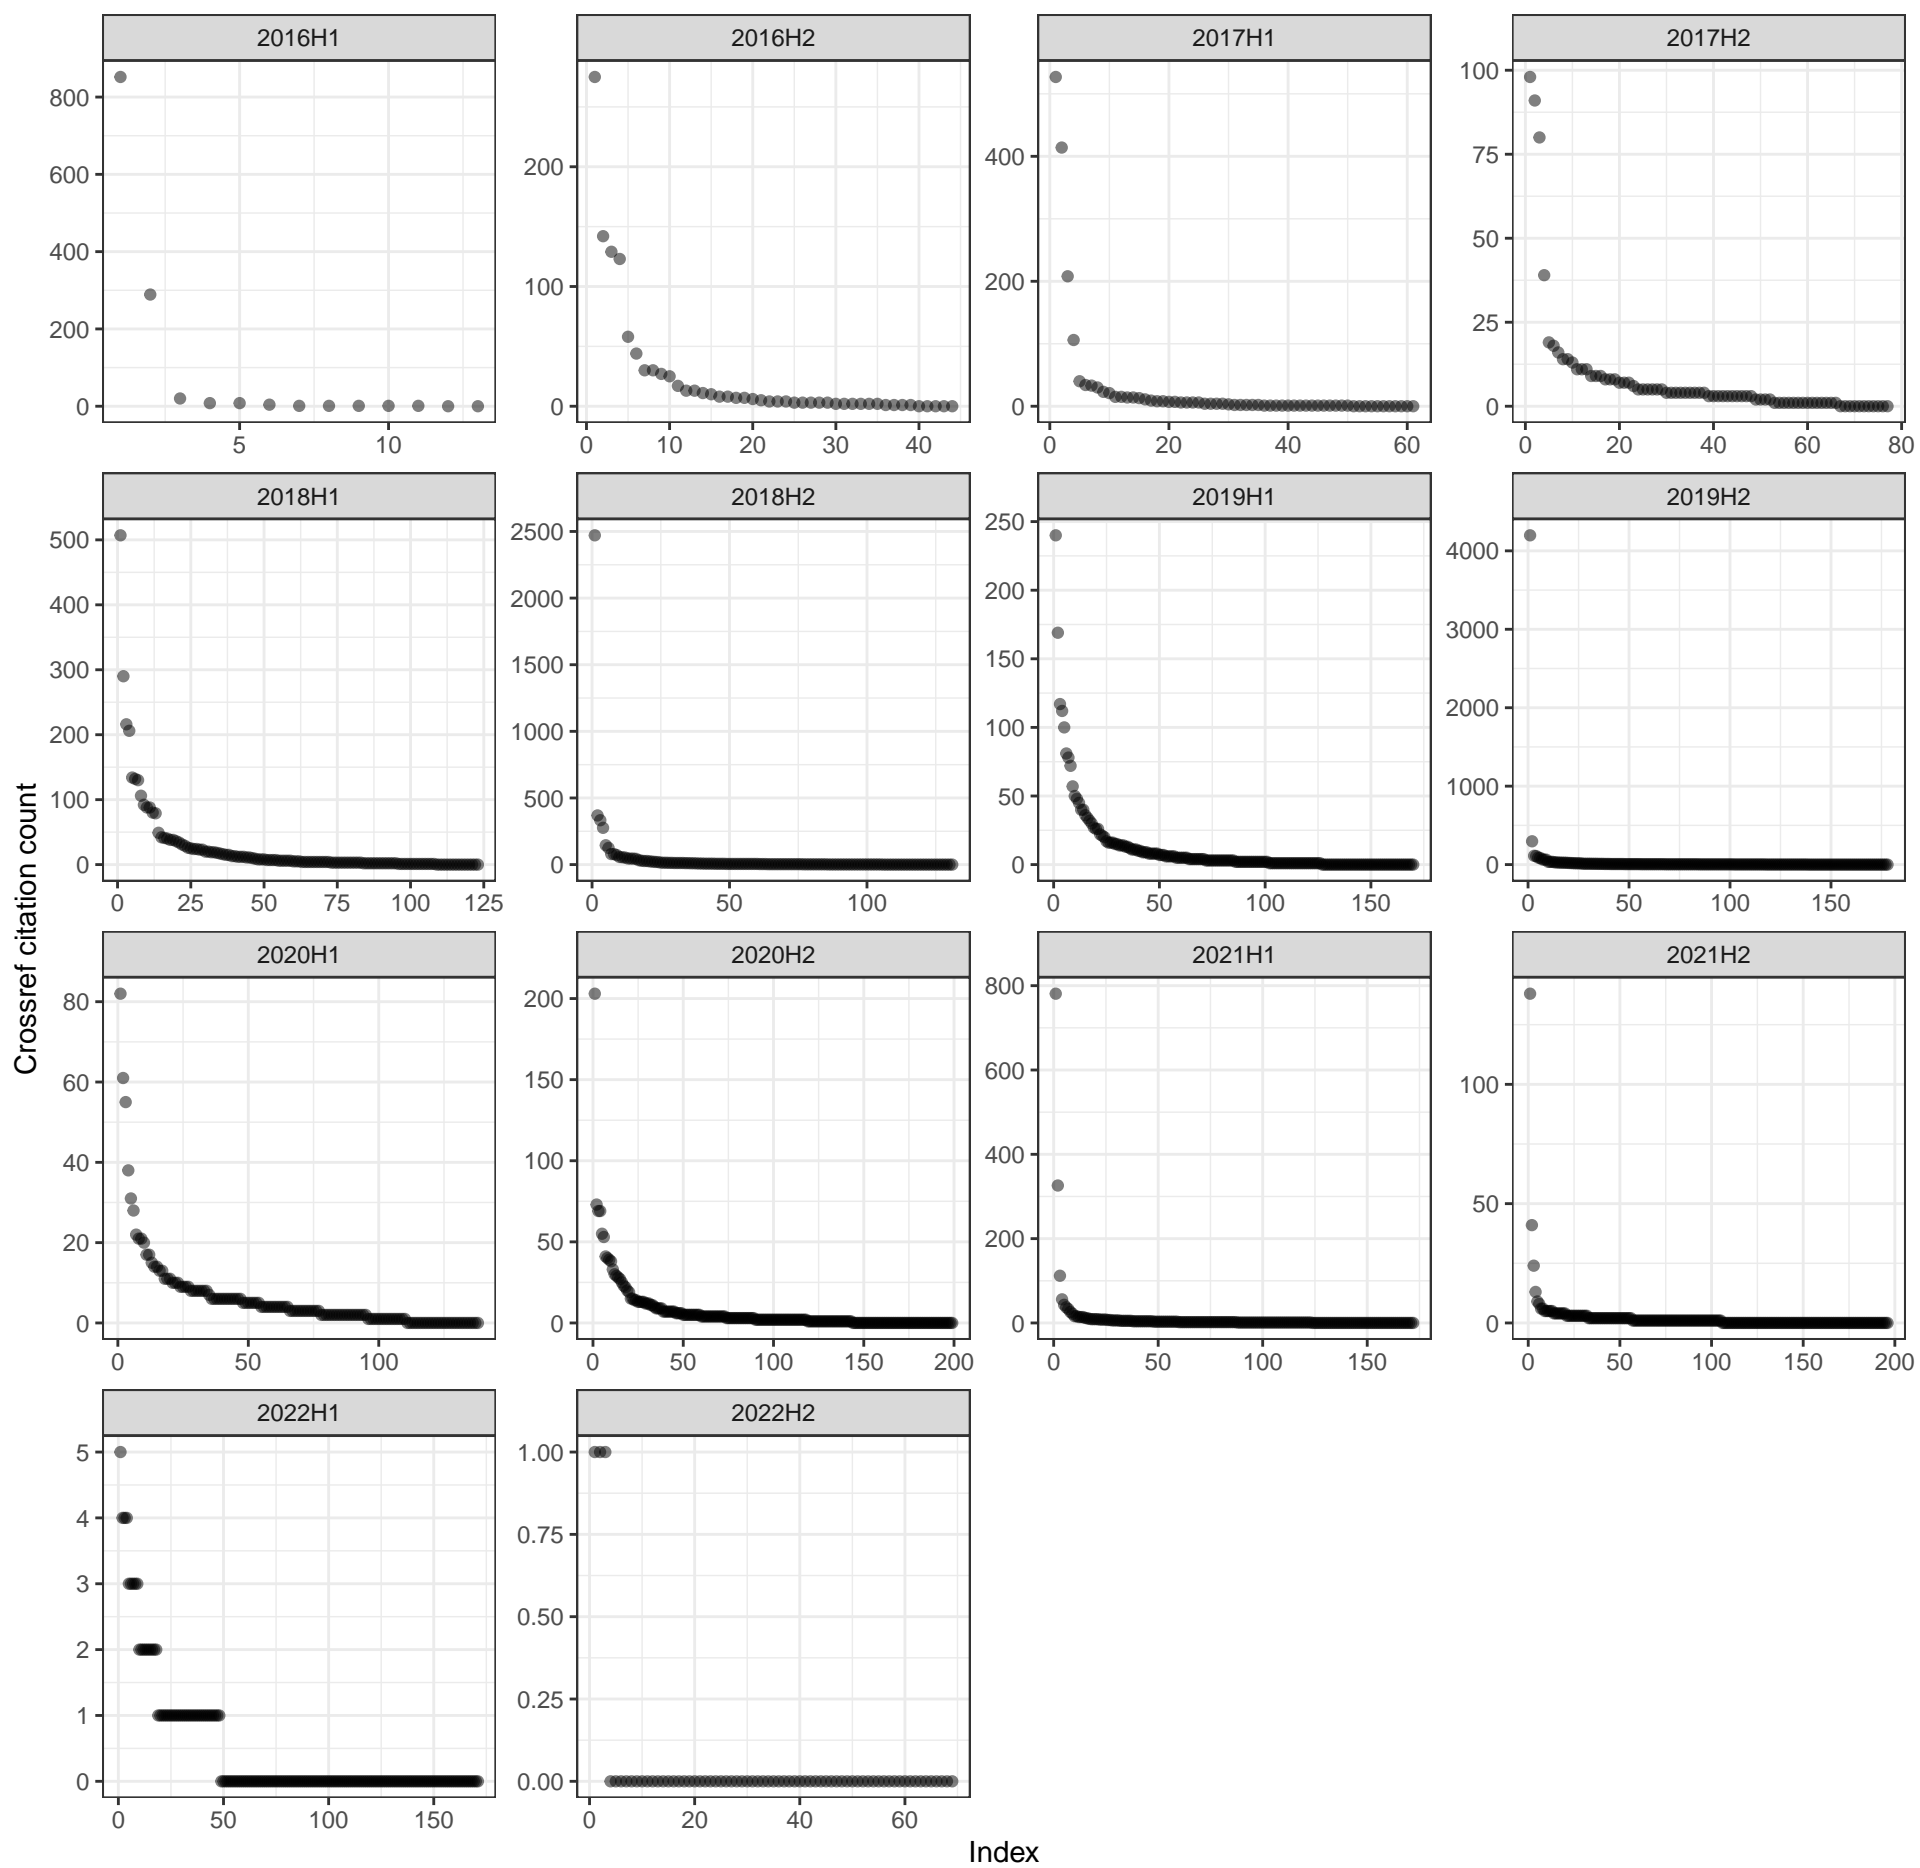 2016H1 2016H2 2017H1 2017H2
800 600 400 200 0
200 100 0
400 200 0
100 75 50 25 0
5 10
0 10 20 30 40
0 20 40 60
0 20 40 60 80
2018H1 2018H2 2019H1 2019H2
500 400 300 200 100 0
2500 2000 1500 1000 500 0
250 200 150 100 50 0
4000 3000 2000 1000 0
0 25 50 75 100 125
0 50 100
0 50 100 150
0 50 100 150
Crossref citation count
2020H1 2020H2 2021H1 2021H2
80 60 40 20 0
200 150 100 50 0
800 600 400 200 0
100 50 0
0 50 100
0 50 100 150 200
0 50 100 150
0 50 100 150 200
2022H1 2022H2
5 4 3 2 1 0
1.00 0.75 0.50 0.25 0.00
0 50 100 150
0 20 40 60
Index